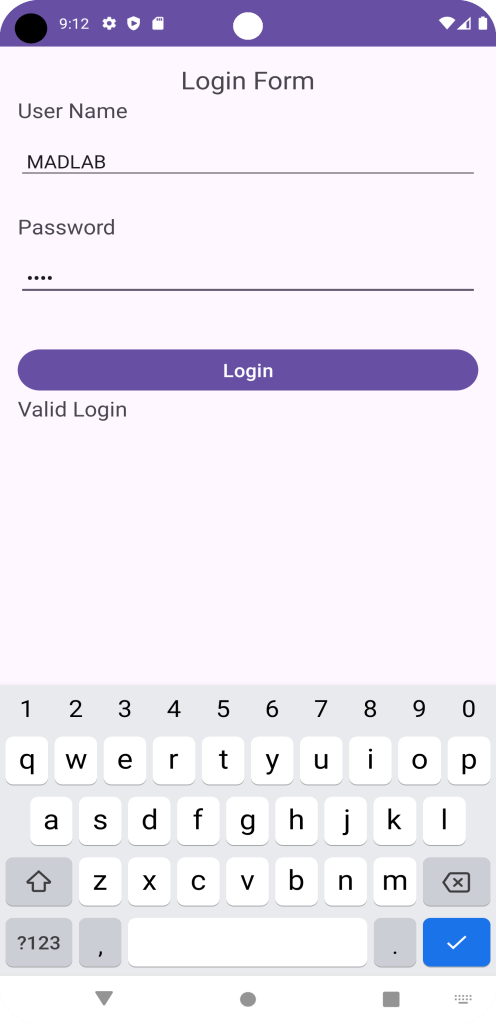 9:12
Login Form
User Name
MADLAB
Password
••••
Login
Valid Login
1 2 3 4 5 6 7 8 9 0
q w e r t y u i o p
a s d f g h j k l
z x c v b n m
?123 , .